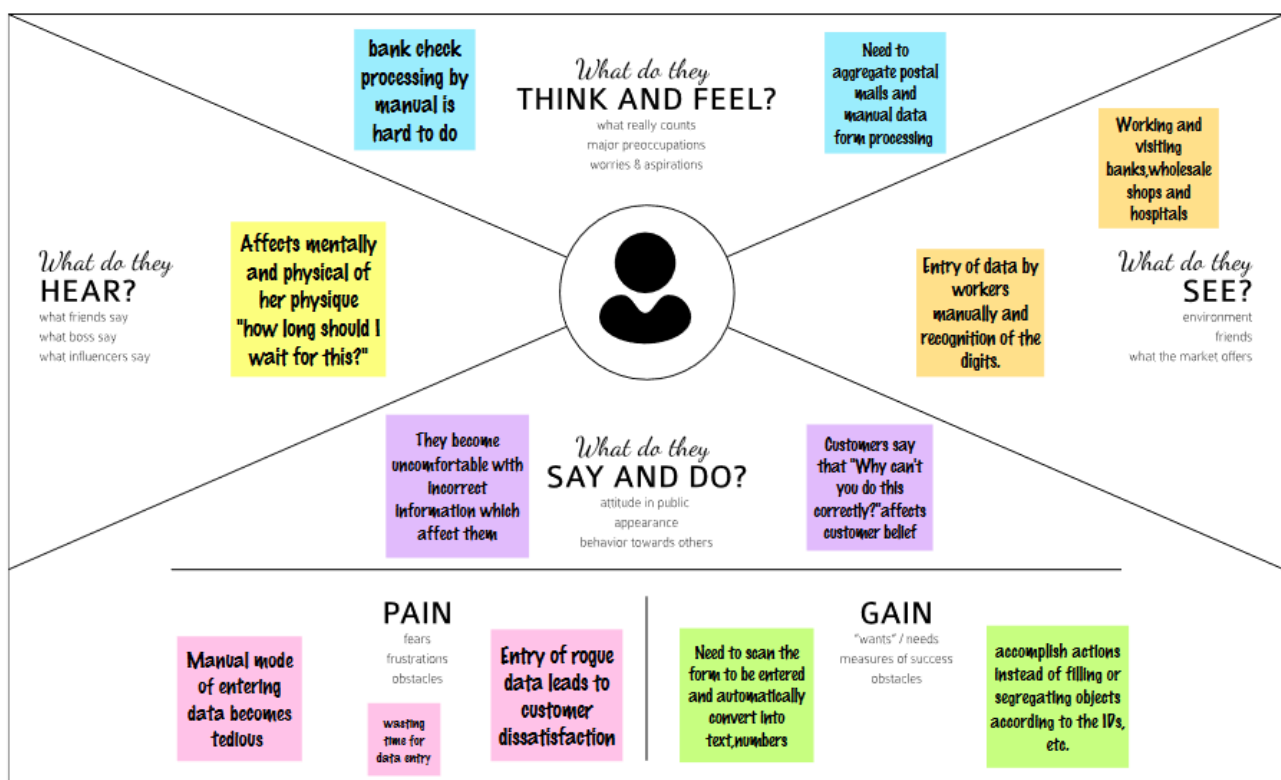 bank check
processing by
manual is
hard to do
What do they
THINK AND FEEL?
what really counts
major preoccupations
worries & aspirations
Need to
aggregate postal
mails and
manual data
form processing
Working and
visiting
banks,wholesale
shops and
hospitals
What do they
HEAR?
what friends say
what boss say
what influencers say
Affects mentally
and physical of
her physique
"how long should I
wait for this?"
Entry of data by
workers
manually and
recognition of the
digits.
What do they
SEE?
environment
friends
what the market offers
They become
uncomfortable with
incorrect
information which
affect them
What do they
SAY AND DO?
attitude in public
appearance
behavior towards others
Customers say
that "Why can't
you do this
correctly?"affects
customer belief
PAIN
fears
frustrations
obstacles
Manual mode
of entering
data becomes
tedious
wasting
time for
data entry
Entry of rogue
data leads to
customer
dissatisfaction
GAIN
"wants" / needs
measures of success
obstacles
Need to scan the
form to be entered
and automatically
convert into
text,numbers
accomplish actions
instead of filling or
segregating objects
according to the IDs,
etc.